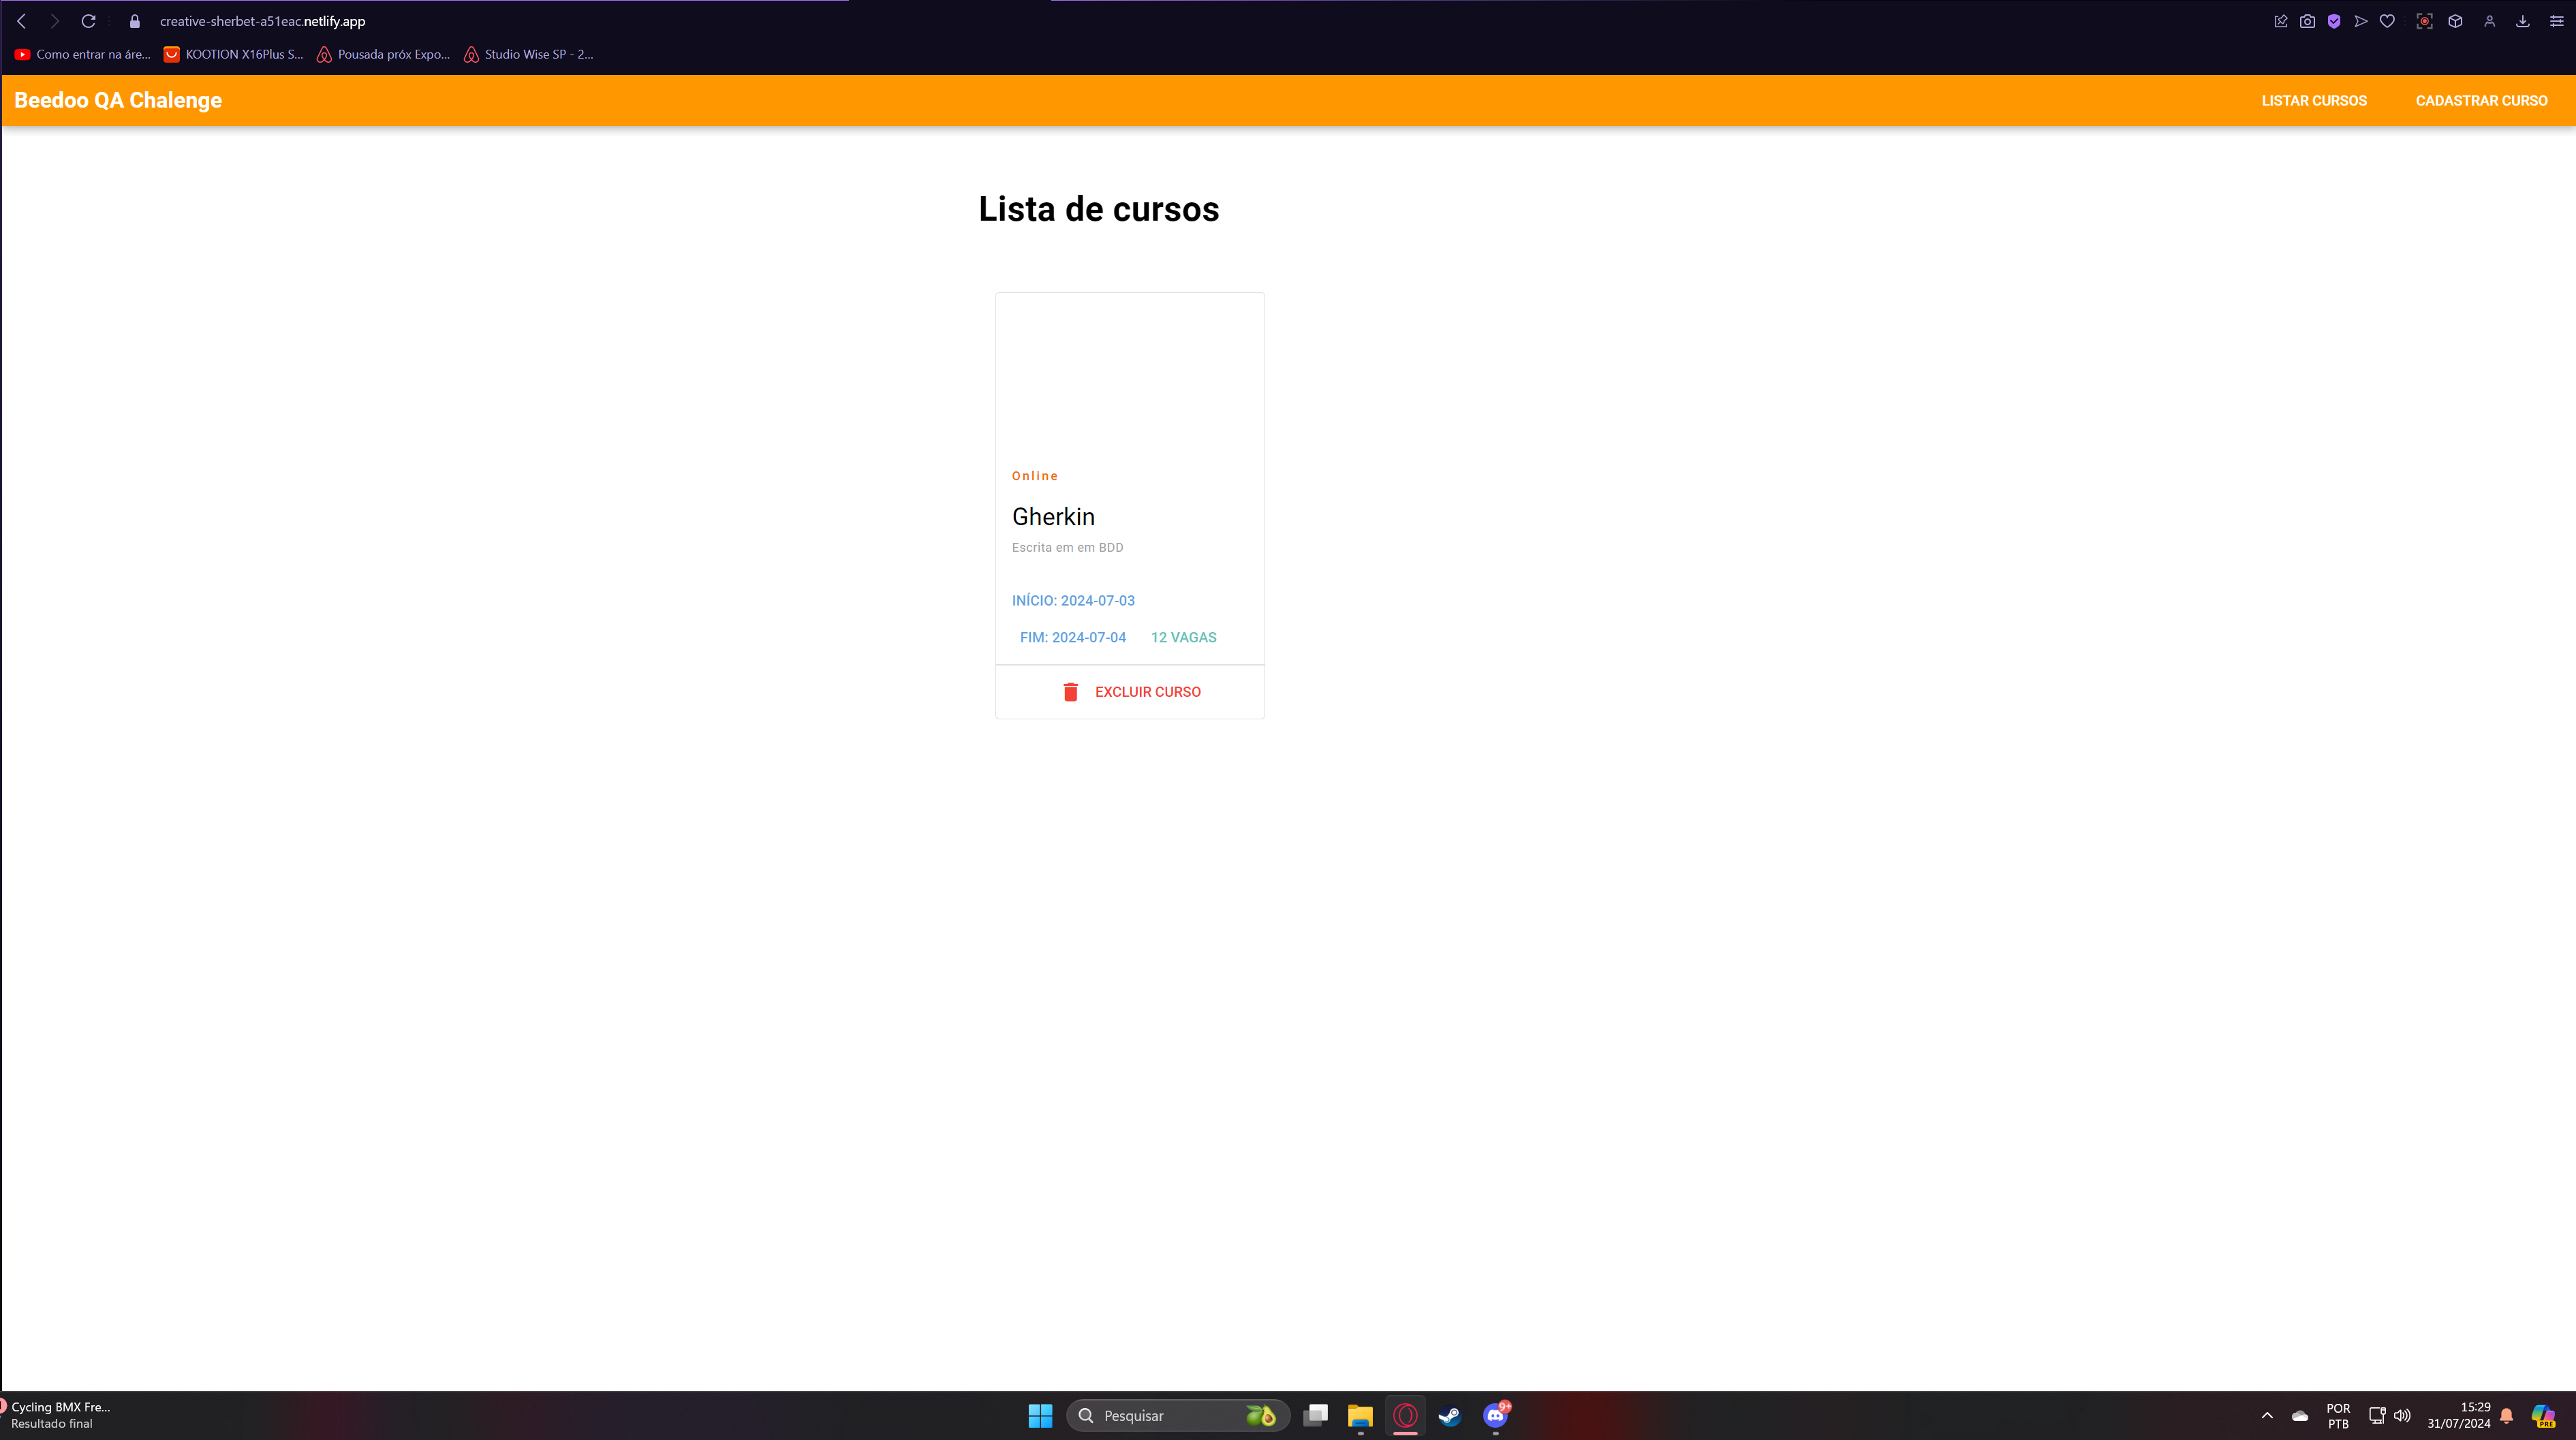 creative-sherbet-a51eac.netlify.app
Como entrar na áre... KOOTION X16Plus S... Pousada próx Expo... Studio Wise SP - 2...
Beedoo QA Chalenge LISTAR CURSOS CADASTRAR CURSO
Lista de cursos
Online
Gherkin
Escrita em em BDD
INÍCIO: 2024-07-03
FIM: 2024-07-04 12 VAGAS
EXCLUIR CURSO
Cycling BMX Fre...
Resultado final
Pesquisar
9+
POR
PTB
15:29
31/07/2024
PRE